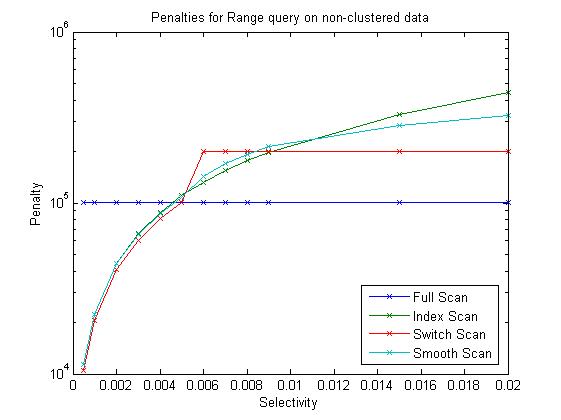 Penalties for Range query on non-clustered data
10^6
10^5
10^4
Penalty
0 0.002 0.004 0.006 0.008 0.01 0.012 0.014 0.016 0.018 0.02
Selectivity
Full Scan
Index Scan
Switch Scan
Smooth Scan